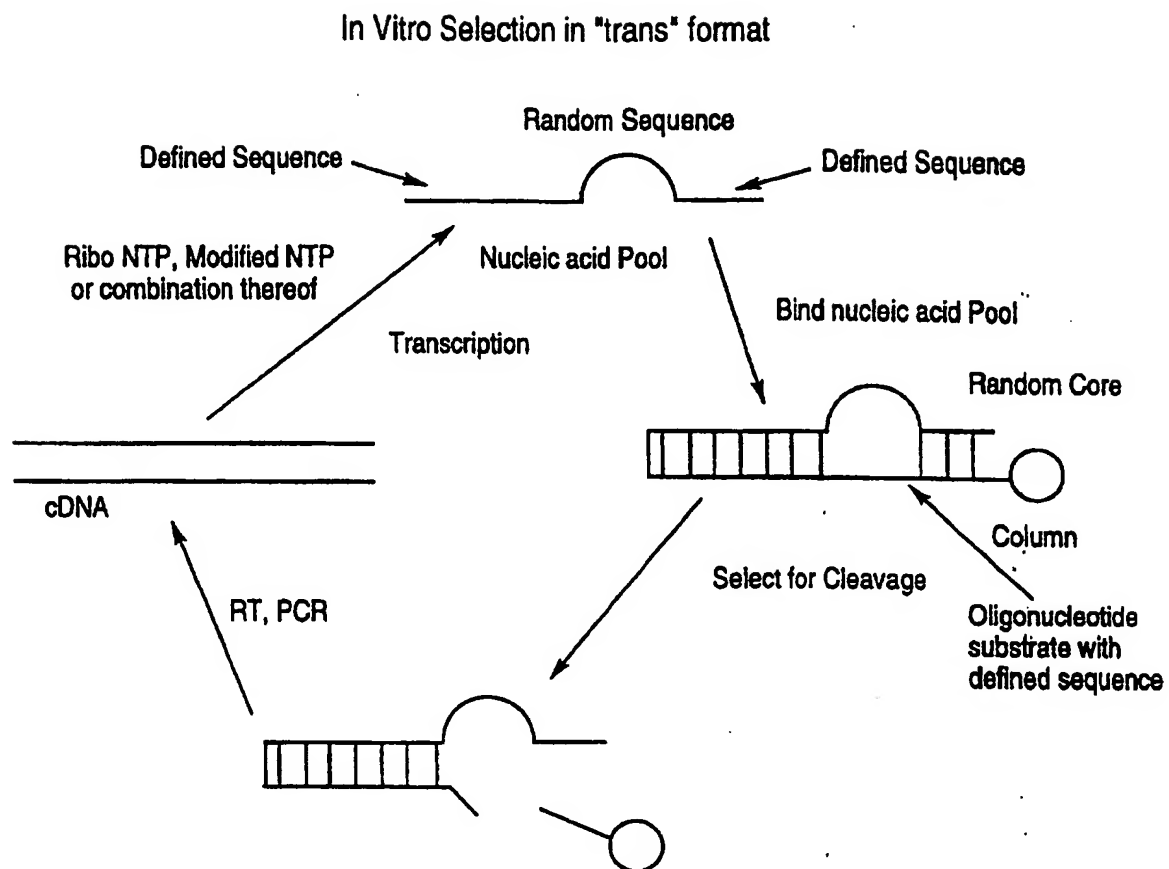 In Vitro Selection in "trans" format
Random Sequence
Defined Sequence
Defined Sequence
Ribo NTP, Modified NTP
or combination thereof
Nucleic acid Pool
Bind nucleic acid Pool
Transcription
Random Core
cDNA
Column
Select for Cleavage
RT, PCR
Oligonucleotide
substrate with
defined sequence